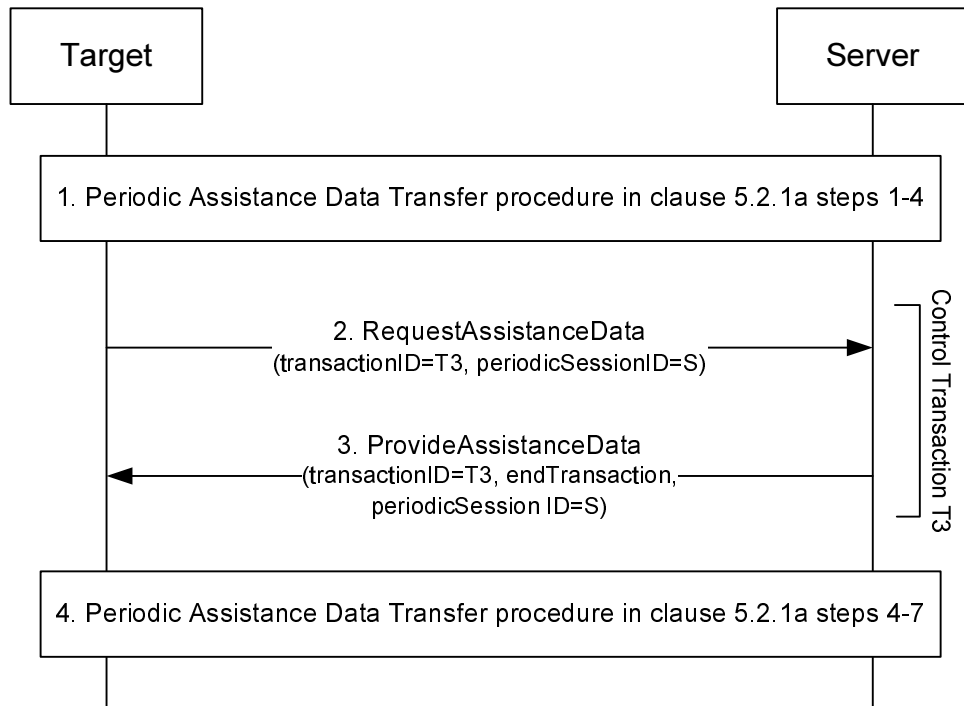 Target
Server
1. Periodic Assistance Data Transfer procedure in clause 5.2.1a steps 1-4
2. RequestAssistanceData
(transactionID=T3, periodicSessionID=S)
3. ProvideAssistanceData
(transactionID=T3, endTransaction,
periodicSession ID=S)
Control Transaction T3
4. Periodic Assistance Data Transfer procedure in clause 5.2.1a steps 4-7